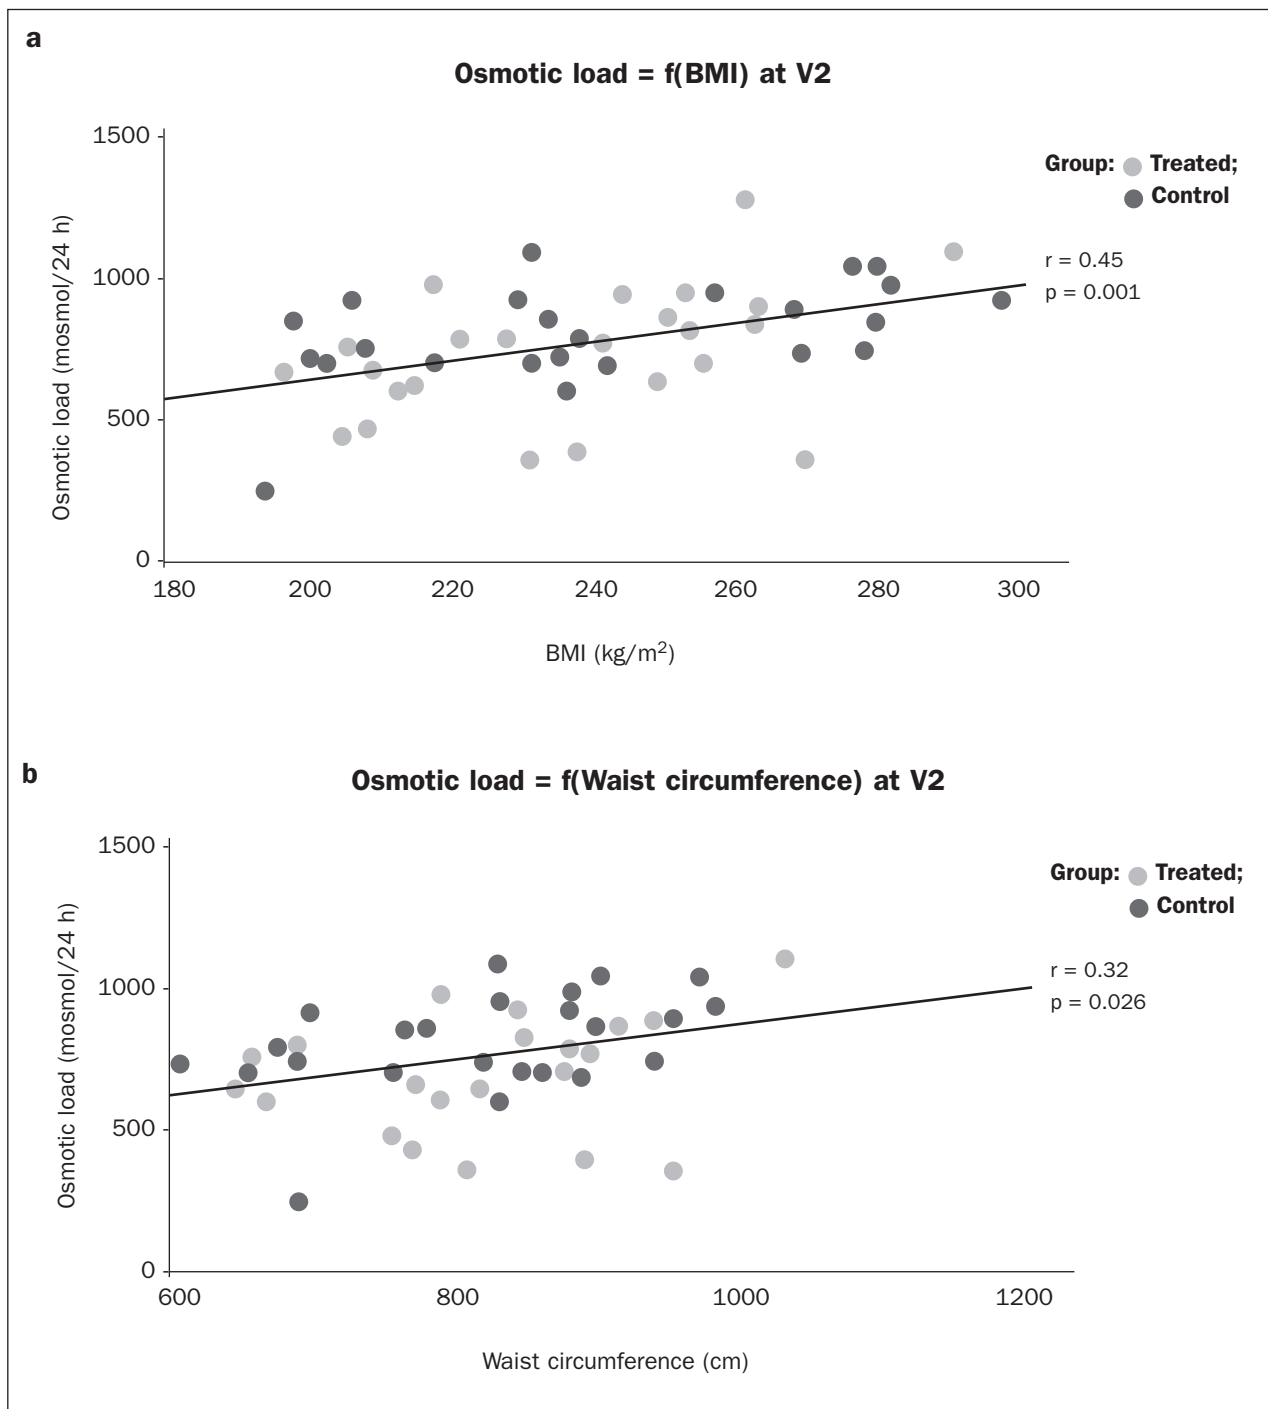 a
Osmotic load = f(BMI) at V2
1500
1000
500
0
Osmotic load (mosmol/24 h)
180 200 220 240 260 280 300
BMI (kg/m²)
Group: Treated;
Control
r = 0.45
p = 0.001
b
Osmotic load = f(Waist circumference) at V2
1500
1000
500
0
Osmotic load (mosmol/24 h)
600 800 1000 1200
Waist circumference (cm)
Group: Treated;
Control
r = 0.32
p = 0.026